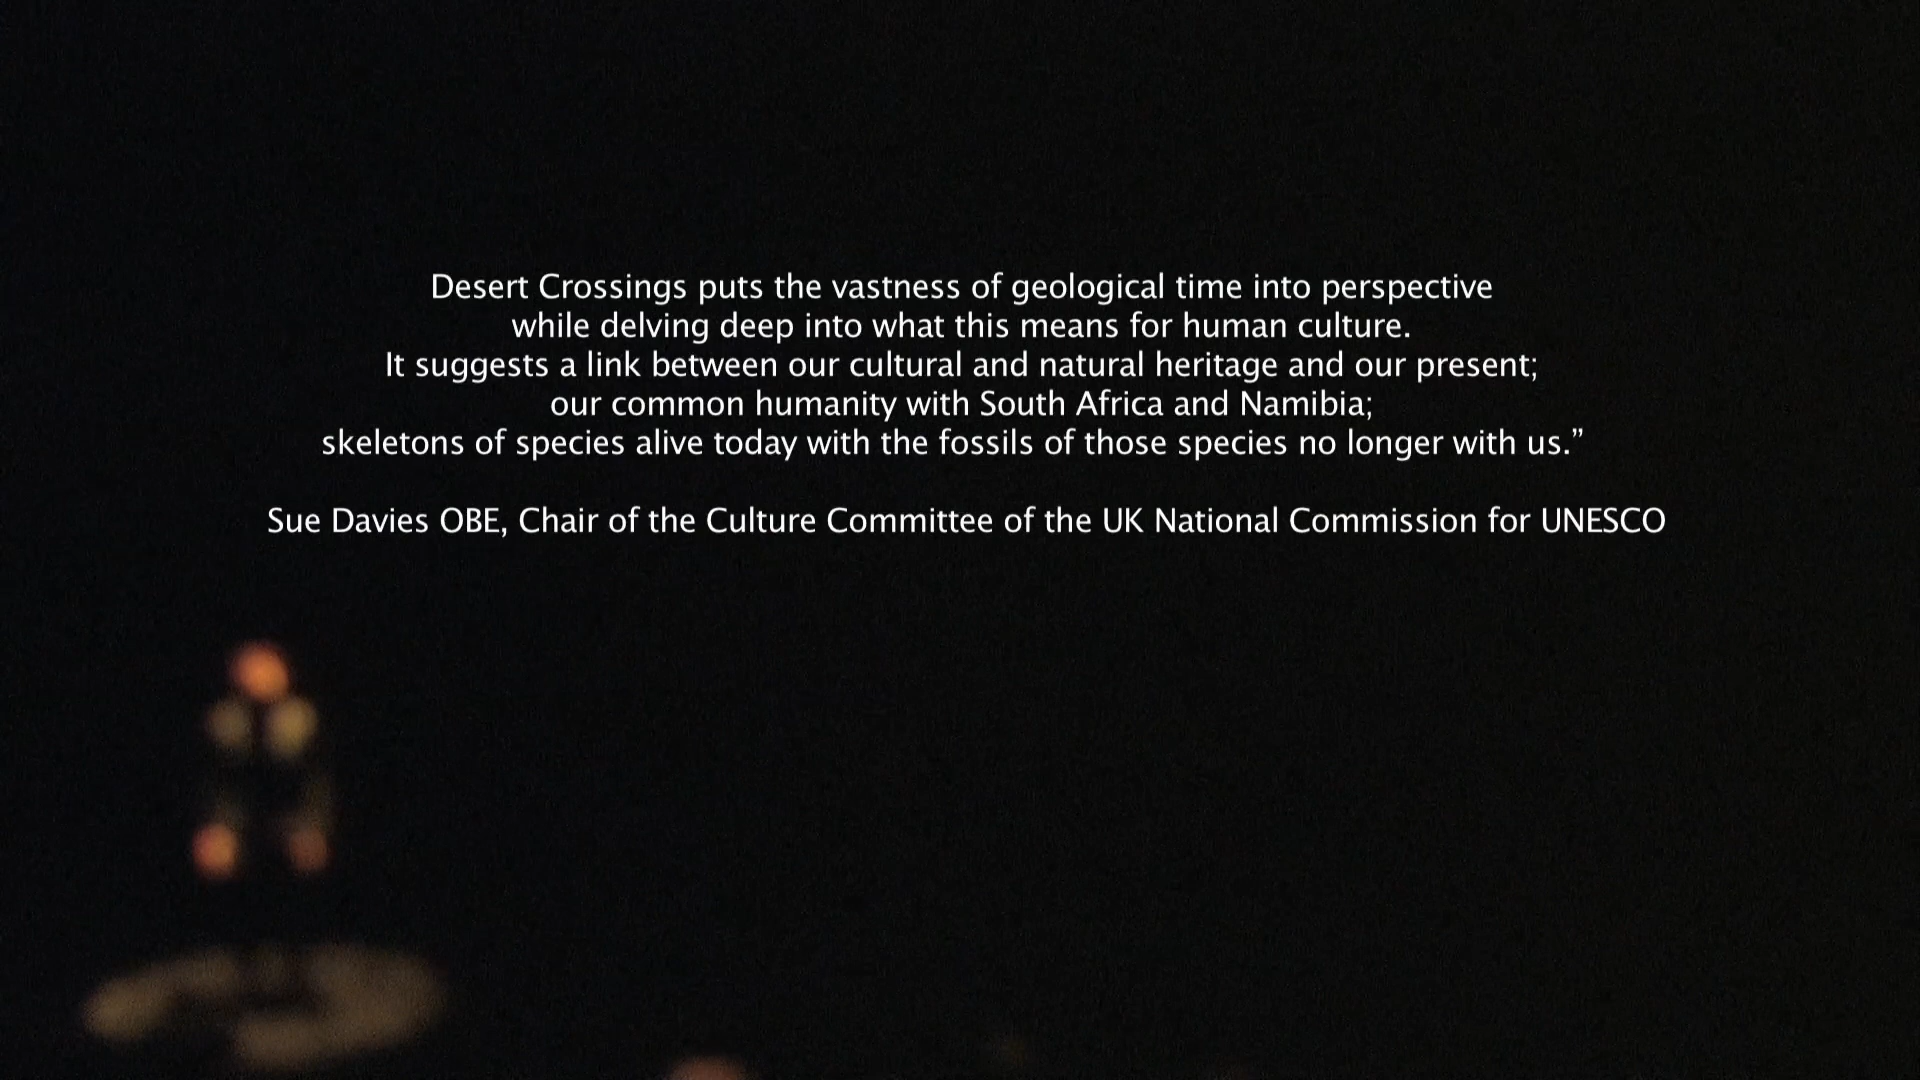 Desert Crossings puts the vastness of geological time into perspective
while delving deep into what this means for human culture.
It suggests a link between our cultural and natural heritage and our present;
our common humanity with South Africa and Namibia;
skeletons of species alive today with the fossils of those species no longer with us.”
Sue Davies OBE, Chair of the Culture Committee of the UK National Commission for UNESCO